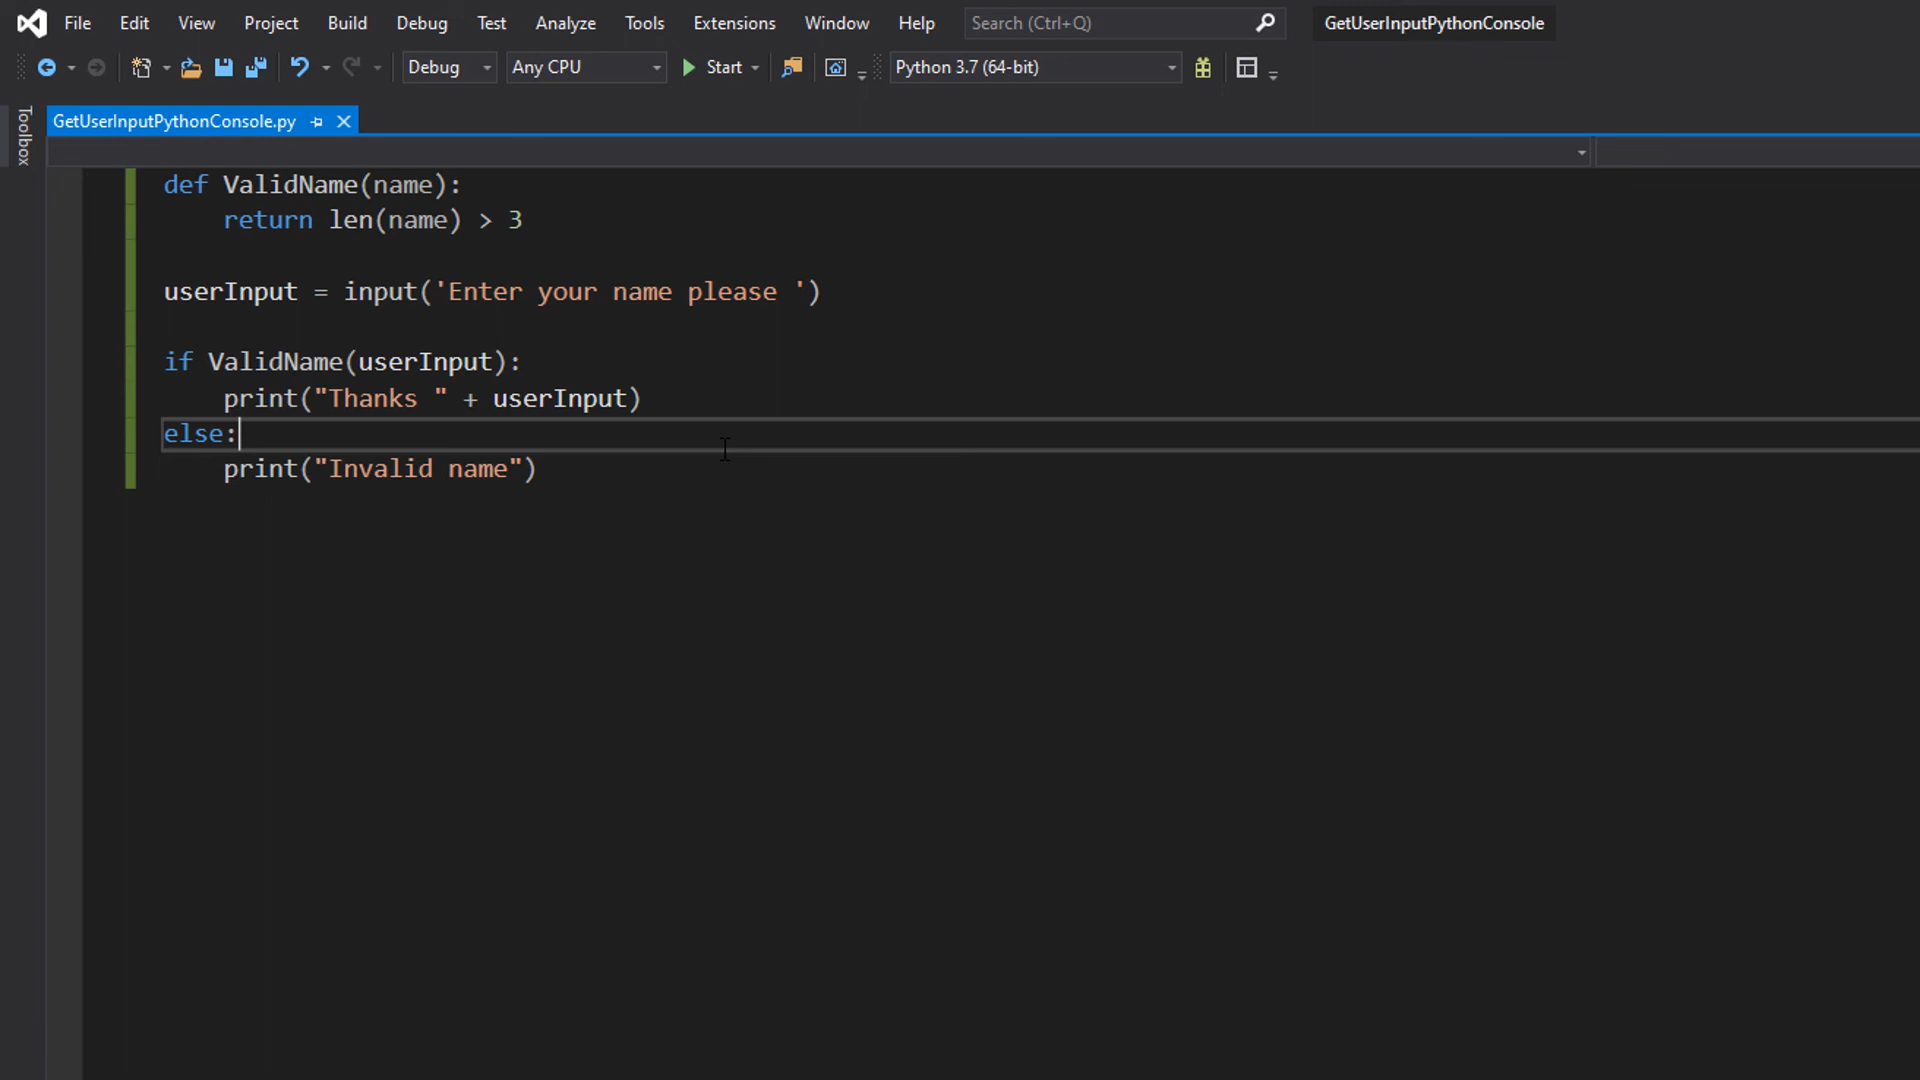 File Edit View Project Build Debug Test Analyze Tools Extensions Window Help Search (Ctrl+Q) GetUserInputPythonConsole
Debug Any CPU Start Python 3.7 (64-bit)
Toolbox
GetUserInputPythonConsole.py
def ValidName(name):
    return len(name) > 3
userInput = input('Enter your name please ')
if ValidName(userInput):
    print("Thanks " + userInput)
else:
    print("Invalid name")